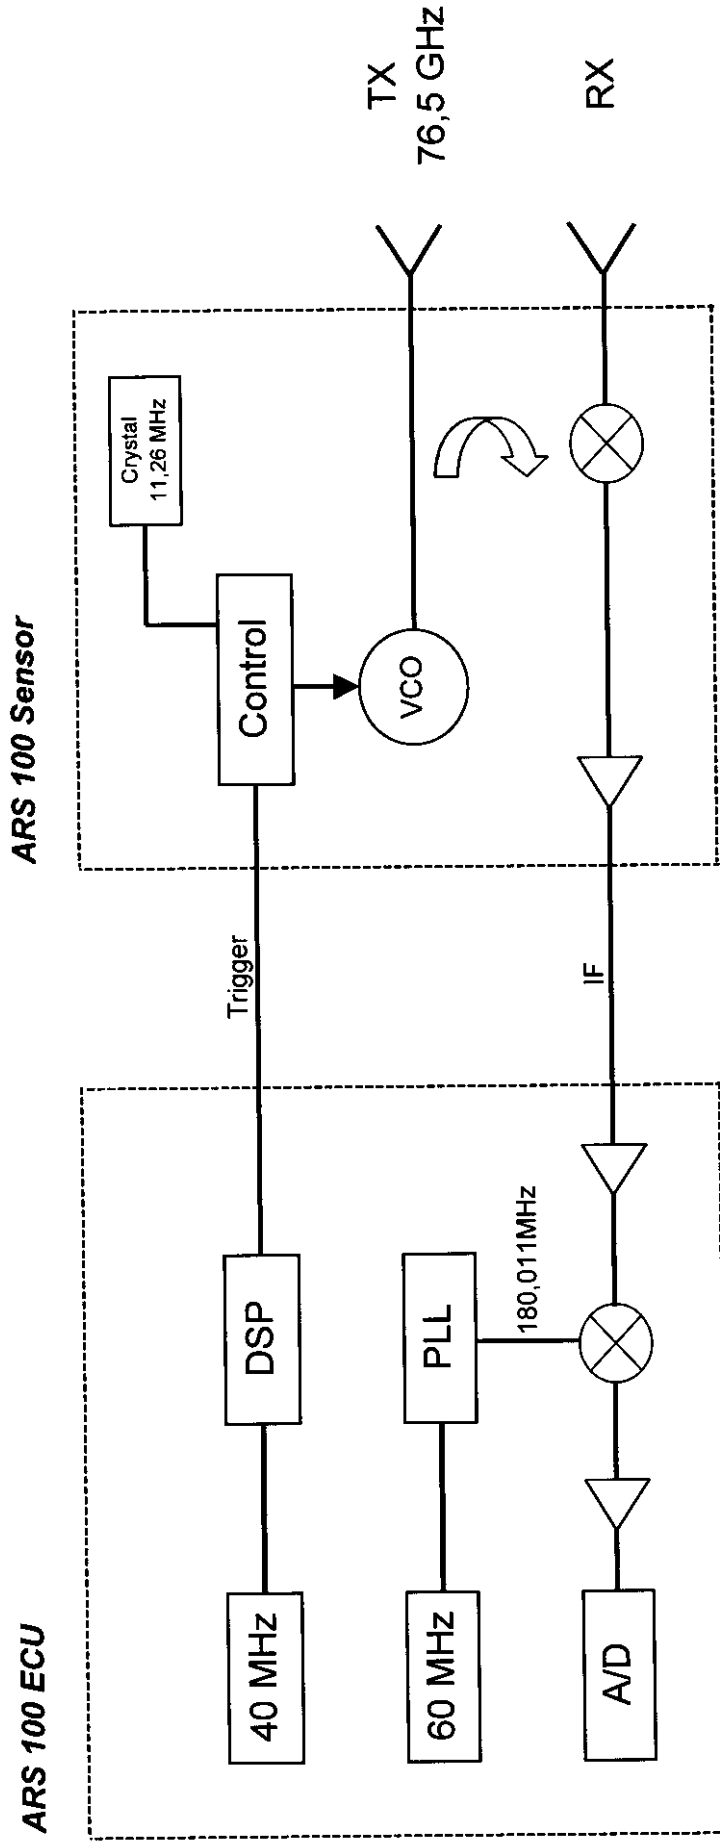 ARS 100 ECU
ARS 100 Sensor
40 MHz
DSP
Trigger
Control
Crystal
11,26 MHz
VCO
TX
76,5 GHz
60 MHz
PLL
180,011MHz
A/D
IF
RX